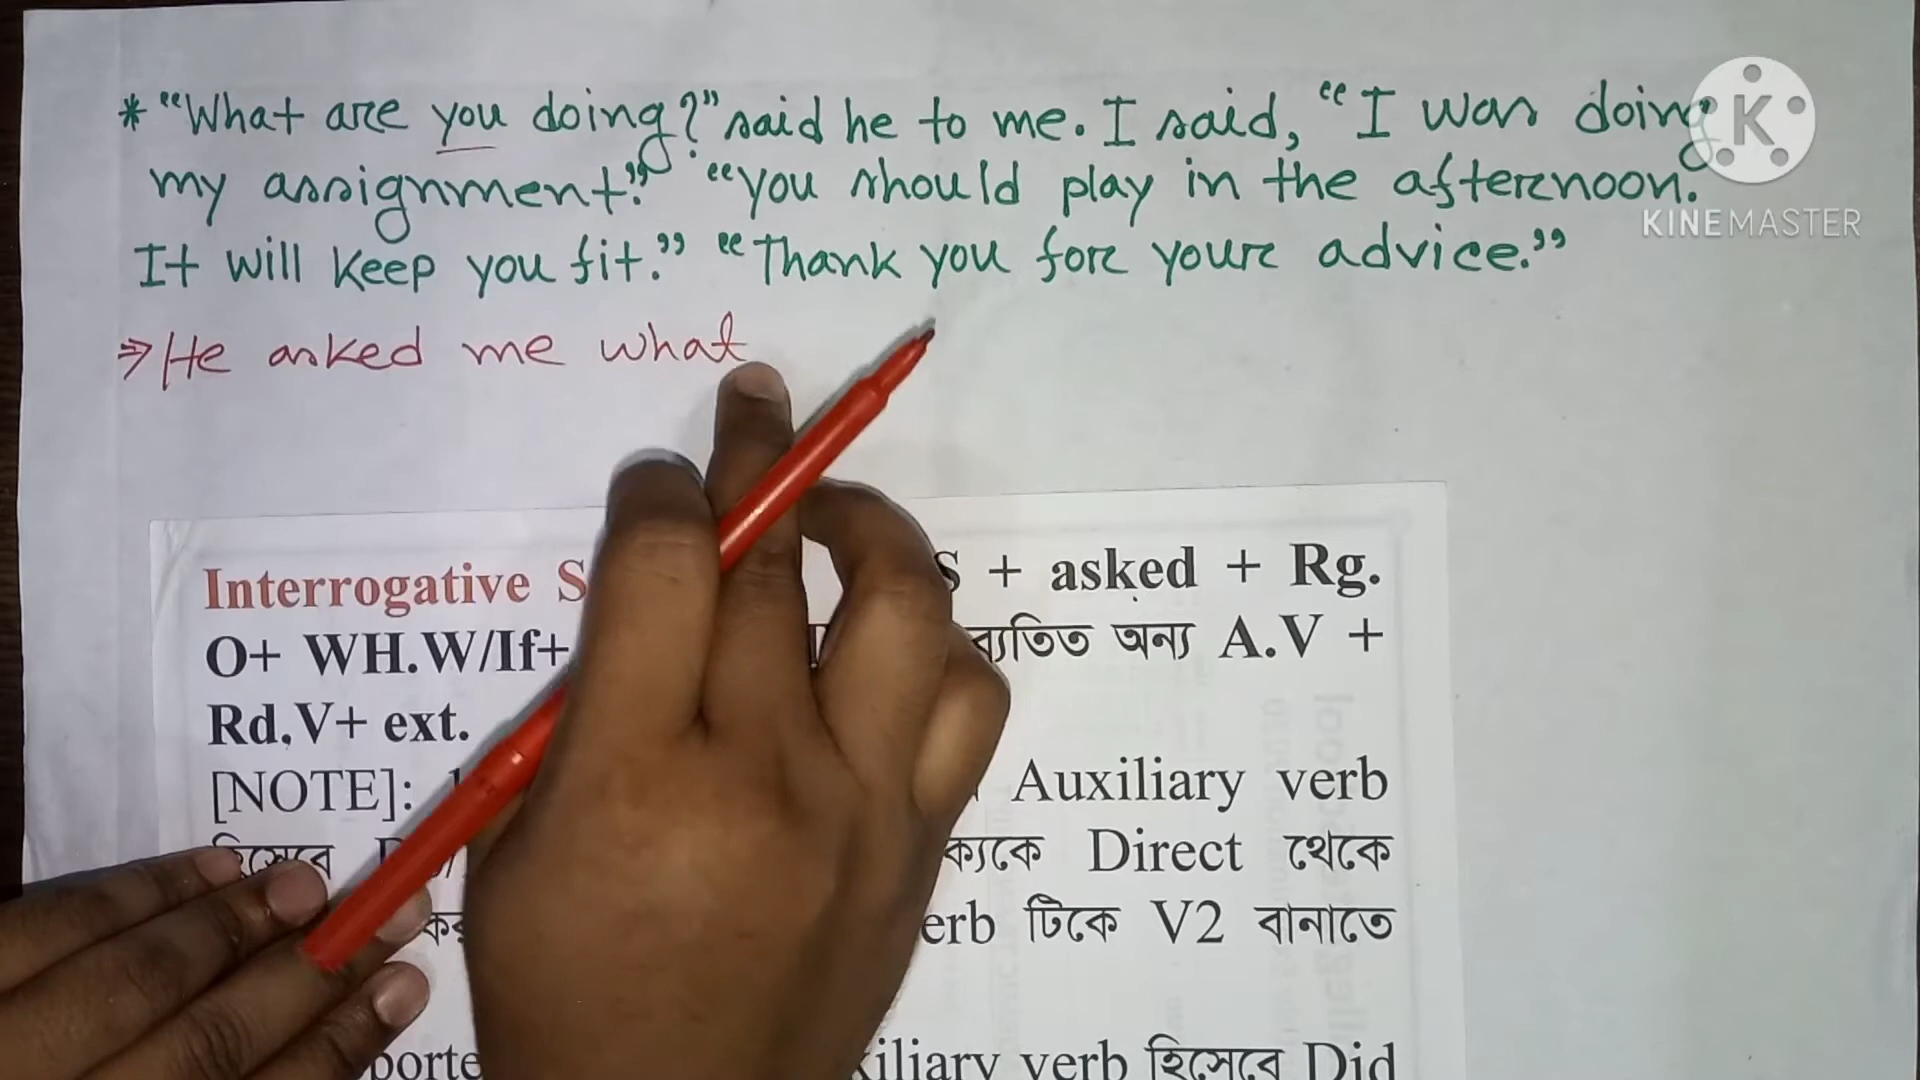 * "What are you doing?" said he to me. I said, "I was doing
my assignment." "You should play in the afternoon.
It will keep you fit." "Thank you for your advice."
⇒ He asked me what
K
KINEMASTER
Interrogative S + asked + Rg.
O+ WH.W/If+ ব্যতিত অন্য A.V +
Rd.V+ ext.
[NOTE]: Auxiliary verb
হিসেবে Direct থেকে
টিকে V2 বানাতে
verb হিসেবে Did